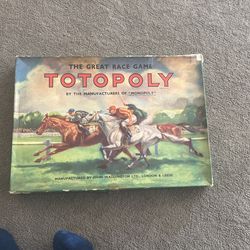 THE GREAT RACE GAME
TOTOPOLY
BY THE MANUFACTURERS OF "MONOPOLY"
MANUFACTURED BY JOHN WADDINGTON LTD., LONDON & LEEDS